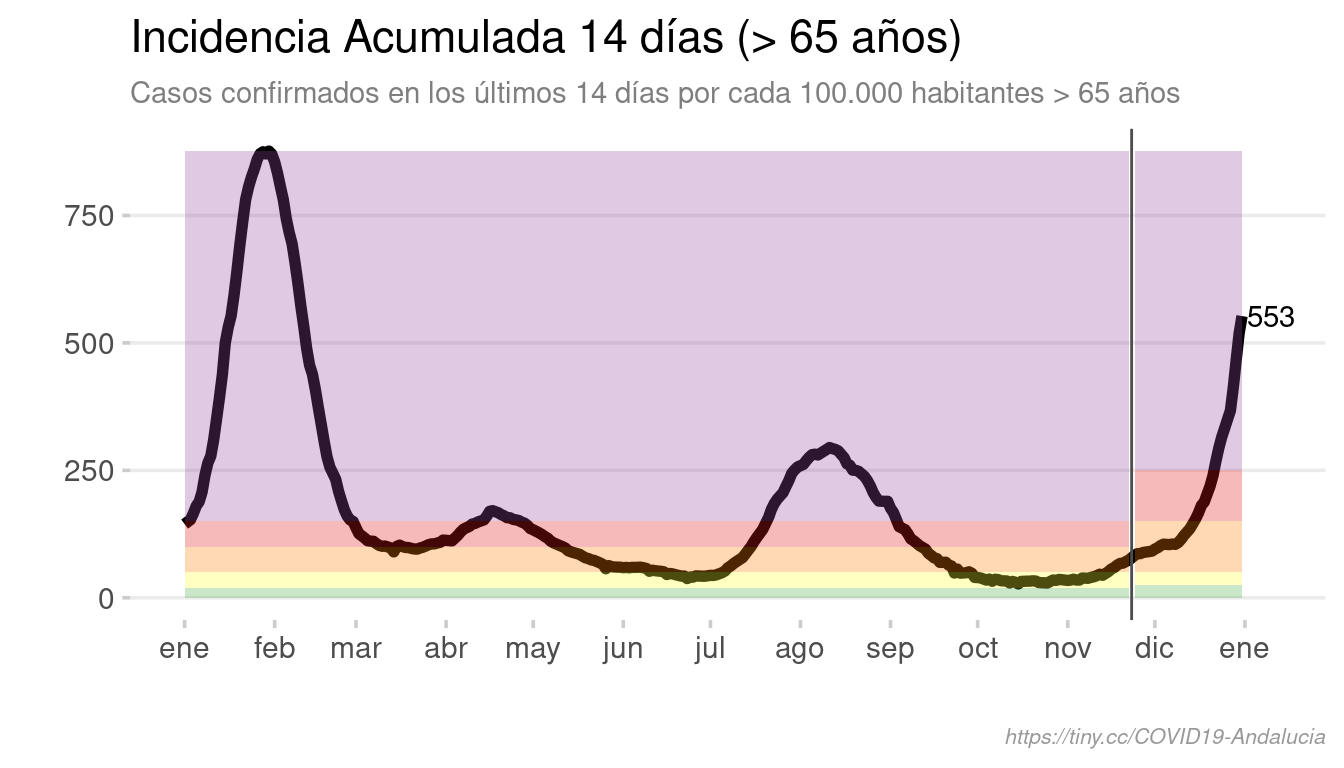 Incidencia Acumulada 14 días (> 65 años)
Casos confirmados en los últimos 14 días por cada 100.000 habitantes > 65 años
750
553
500
250
0
ene feb mar abr may jun jul ago sep oct nov dic ene
https://tiny.cc/COVID19-Andalucia